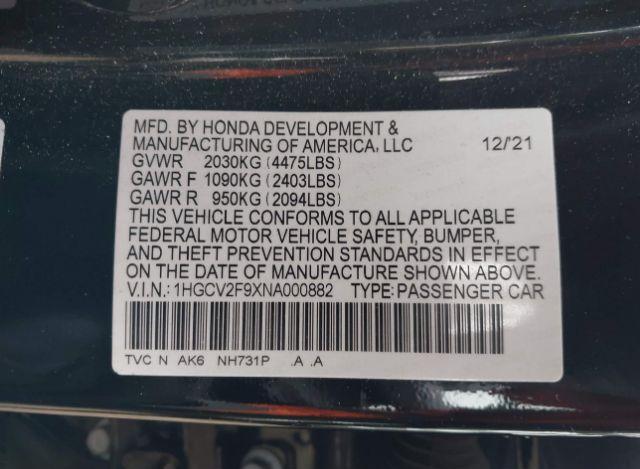 MFD. BY HONDA DEVELOPMENT &
MANUFACTURING OF AMERICA, LLC 12/'21
GVWR 2030KG (4475LBS)
GAWR F 1090KG (2403LBS)
GAWR R 950KG (2094LBS)
THIS VEHICLE CONFORMS TO ALL APPLICABLE
FEDERAL MOTOR VEHICLE SAFETY, BUMPER,
AND THEFT PREVENTION STANDARDS IN EFFECT
ON THE DATE OF MANUFACTURE SHOWN ABOVE.
V.I.N.: 1HGCV2F9XNA000882 TYPE: PASSENGER CAR
TVC N AK6 NH731P .A .A